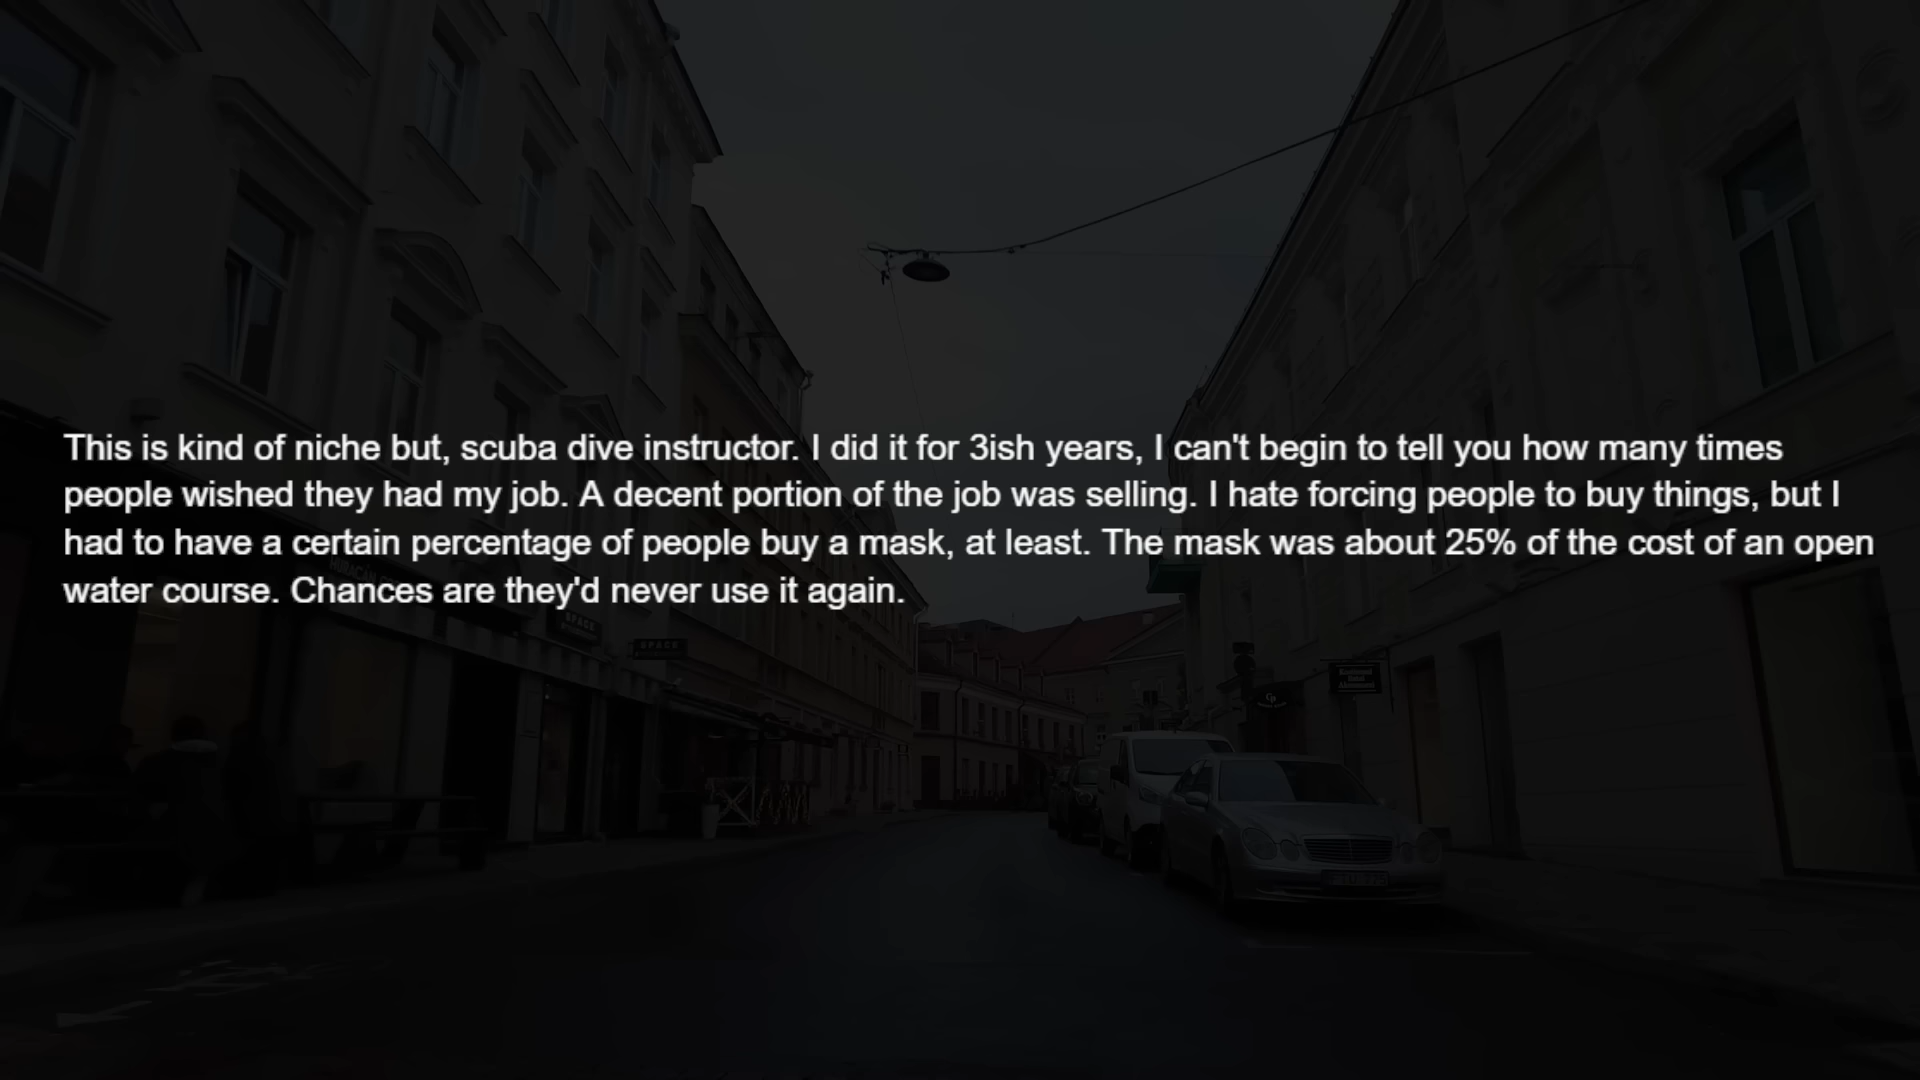 This is kind of niche but, scuba dive instructor. I did it for 3ish years, I can't begin to tell you how many times
people wished they had my job. A decent portion of the job was selling. I hate forcing people to buy things, but I
had to have a certain percentage of people buy a mask, at least. The mask was about 25% of the cost of an open
water course. Chances are they'd never use it again.
SPACE
SPACE